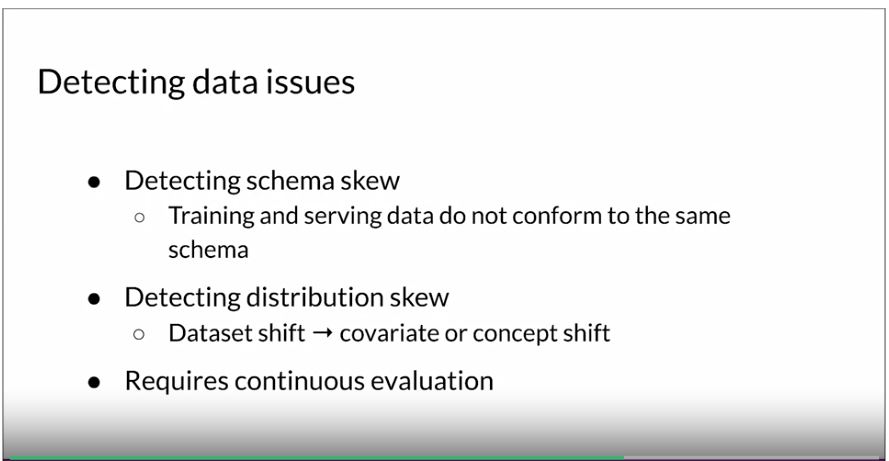 Detecting data issues
● Detecting schema skew
○ Training and serving data do not conform to the same
schema
● Detecting distribution skew
○ Dataset shift → covariate or concept shift
● Requires continuous evaluation